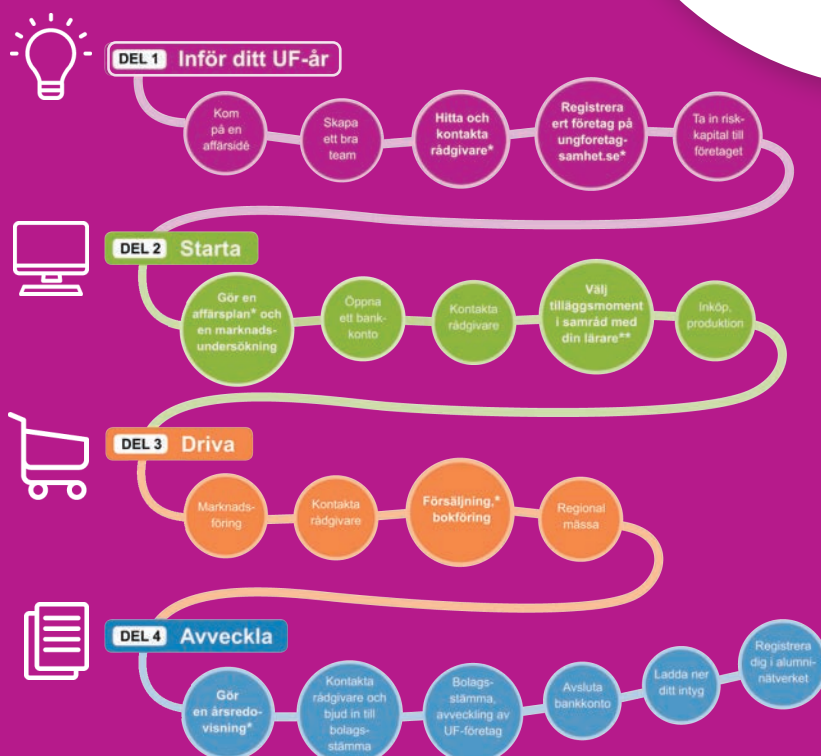 DEL 1 Inför ditt UF-år
Kom
på en
affärsidé
Skapa
ett bra
team
Hitta och
kontakta
rådgivare*
Registrera
ert företag på
ungforetag-
samhet.se*
Ta in risk-
kapital till
företaget
DEL 2 Starta
Gör en
affärsplan* och
en marknads-
undersökning
Öppna
ett bank-
konto
Kontakta
rådgivare
Välj
tilläggsmoment
i samråd med
din lärare**
Inköp,
produktion
DEL 3 Driva
Marknads-
föring
Kontakta
rådgivare
Försäljning,*
bokföring
Regional
mässa
DEL 4 Avveckla
Gör
en årsredo-
visning*
Kontakta
rådgivare och
bjud in till
bolags-
stämma
Bolags-
stämma,
avveckling av
UF-företag
Avsluta
bankkonto
Ladda ner
ditt intyg
Registrera
dig i alumni-
nätverket